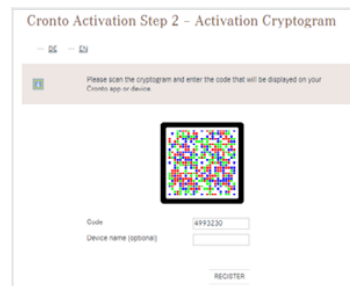 Cronto Activation Step 2 – Activation Cryptogram
— DE — EN
Please scan the cryptogram and enter the code that will be displayed on your
Cronto app or device.
Code 4993230
Device name (optional)
REGISTER